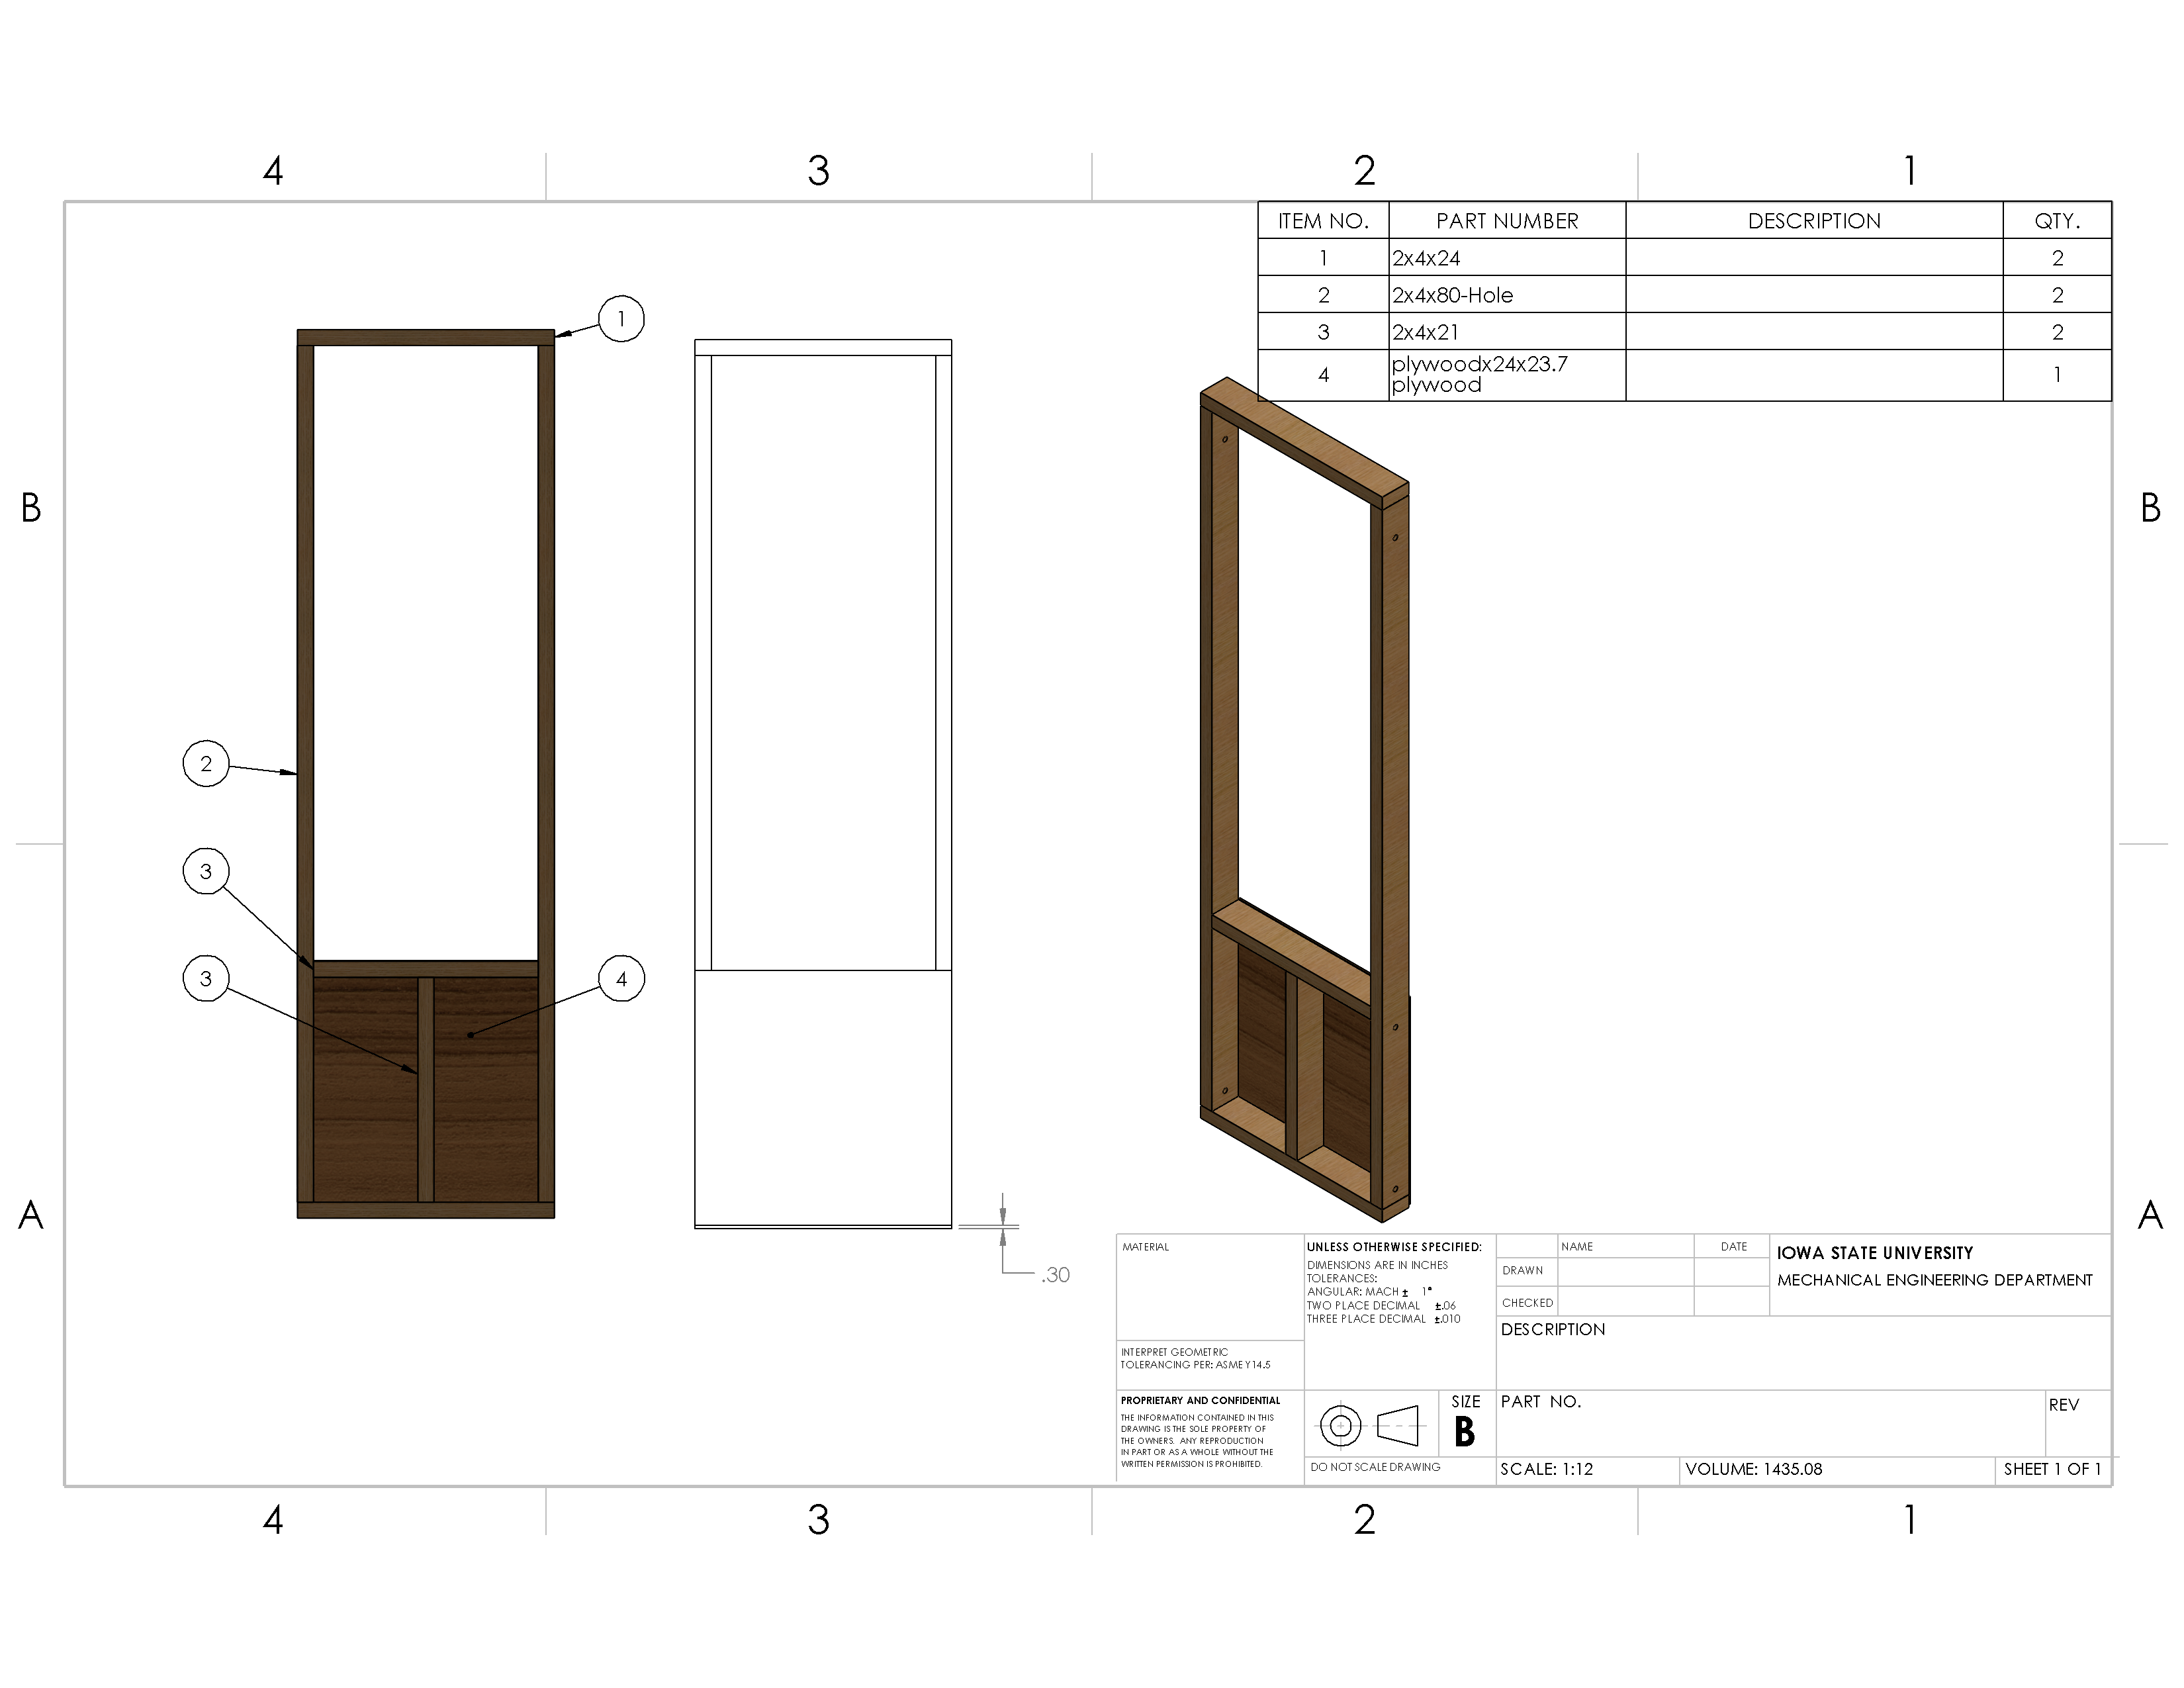 4 3 2 1
ITEM NO. PART NUMBER DESCRIPTION QTY.
1 2x4x24 2
2 2x4x80-Hole 2
3 2x4x21 2
4 plywoodx24x23.7 1
plywood
1
B B
2
3
3 4
A A
.30
MATERIAL
INTERPRET GEOMETRIC
TOLERANCING PER: ASME Y14.5
PROPRIETARY AND CONFIDENTIAL
THE INFORMATION CONTAINED IN THIS
DRAWING IS THE SOLE PROPERTY OF
THE OWNERS. ANY REPRODUCTION
IN PART OR AS A WHOLE WITHOUT THE
WRITTEN PERMISSION IS PROHIBITED.
UNLESS OTHERWISE SPECIFIED:
DIMENSIONS ARE IN INCHES
TOLERANCES:
ANGULAR: MACH ± 1°
TWO PLACE DECIMAL ±.06
THREE PLACE DECIMAL ±.010
SIZE
B
DO NOT SCALE DRAWING
NAME DATE
DRAWN
CHECKED
IOWA STATE UNIVERSITY
MECHANICAL ENGINEERING DEPARTMENT
DESCRIPTION
PART NO. REV
SCALE: 1:12 VOLUME: 1435.08 SHEET 1 OF 1
4 3 2 1